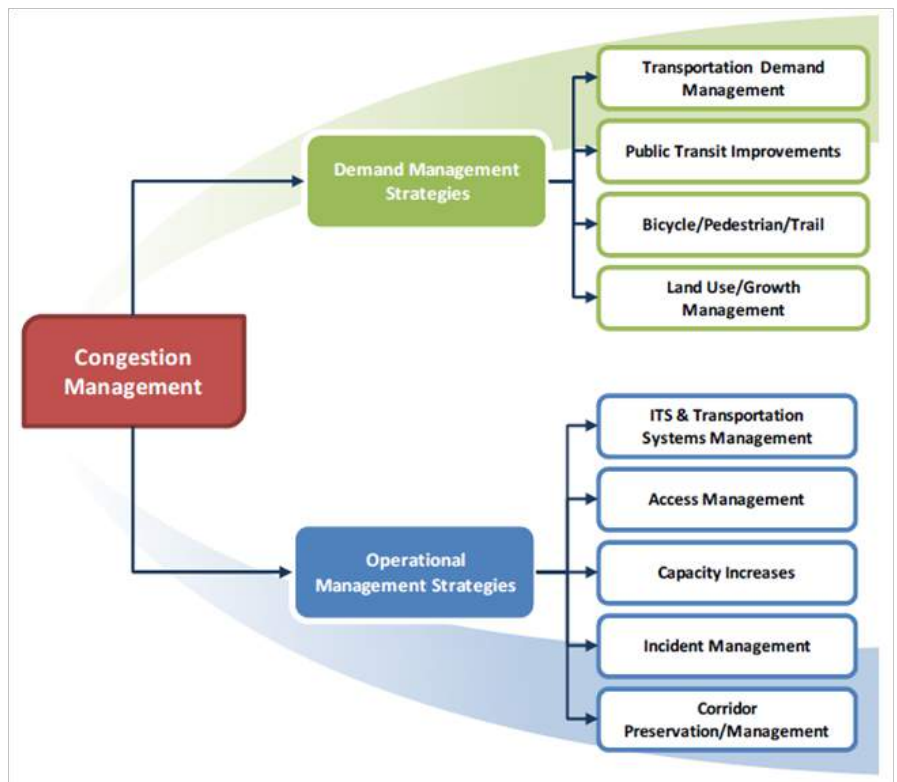 Congestion
Management
Demand Management
Strategies
Transportation Demand
Management
Public Transit Improvements
Bicycle/Pedestrian/Trail
Land Use/Growth
Management
Operational
Management Strategies
ITS & Transportation
Systems Management
Access Management
Capacity Increases
Incident Management
Corridor
Preservation/Management